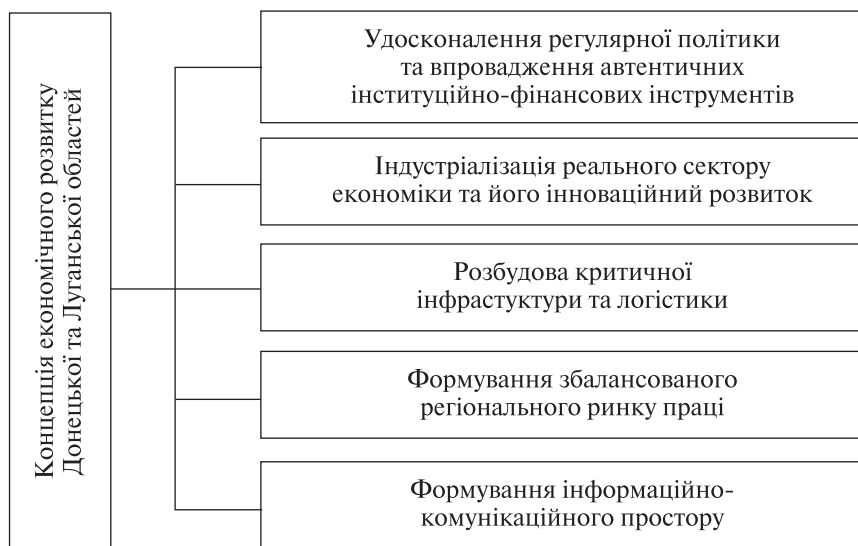 Концепція економічного розвитку
Донецької та Луганської областей
Удосконалення регулярної політики
та впровадження автентичних
інституційно-фінансових інструментів
Індустріалізація реального сектору
економіки та його інноваційний розвиток
Розбудова критичної
інфрастуктури та логістики
Формування збалансованого
регіонального ринку праці
Формування інформаційно-
комунікаційного простору